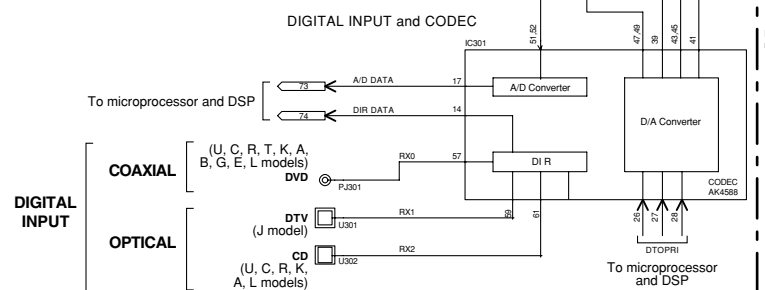 DIGITAL INPUT and CODEC
51,52
47,49
39
43,45
41
IC301
73
A/D DATA
17
A/D Converter
To microprocessor and DSP
74
DIR DATA
14
D/A Converter
(U, C, R, T, K, A,
B, G, E, L models)
DVD
COAXIAL
RX0
57
DI R
PJ301
CODEC
AK4588
DIGITAL
INPUT
OPTICAL
DTV
(J model)
U301
RX1
59
61
26
27
28
CD
(U, C, R, K,
A, L models)
U302
RX2
DTOPRI
To microprocessor
and DSP